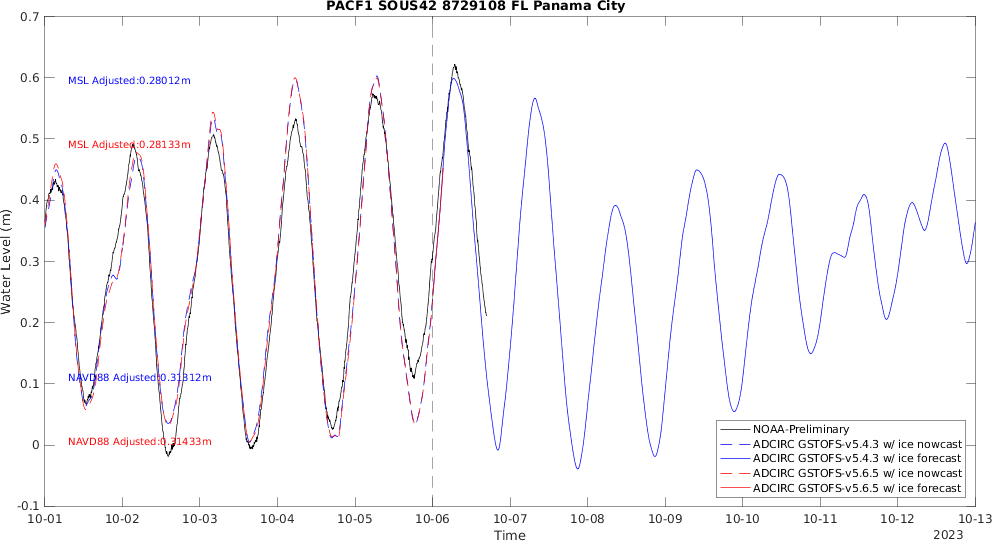 PACF1 SOUS42 8729108 FL Panama City
Water Level (m)
0.7
0.6
0.5
0.4
0.3
0.2
0.1
0
-0.1
MSL Adjusted:0.28012m
MSL Adjusted:0.28133m
NAVD88 Adjusted:0.31312m
NAVD88 Adjusted:0.31433m
NOAA-Preliminary
ADCIRC GSTOFS-v5.4.3 w/ ice nowcast
ADCIRC GSTOFS-v5.4.3 w/ ice forecast
ADCIRC GSTOFS-v5.6.5 w/ ice nowcast
ADCIRC GSTOFS-v5.6.5 w/ ice forecast
10-01 10-02 10-03 10-04 10-05 10-06 10-07 10-08 10-09 10-10 10-11 10-12 10-13
Time
2023